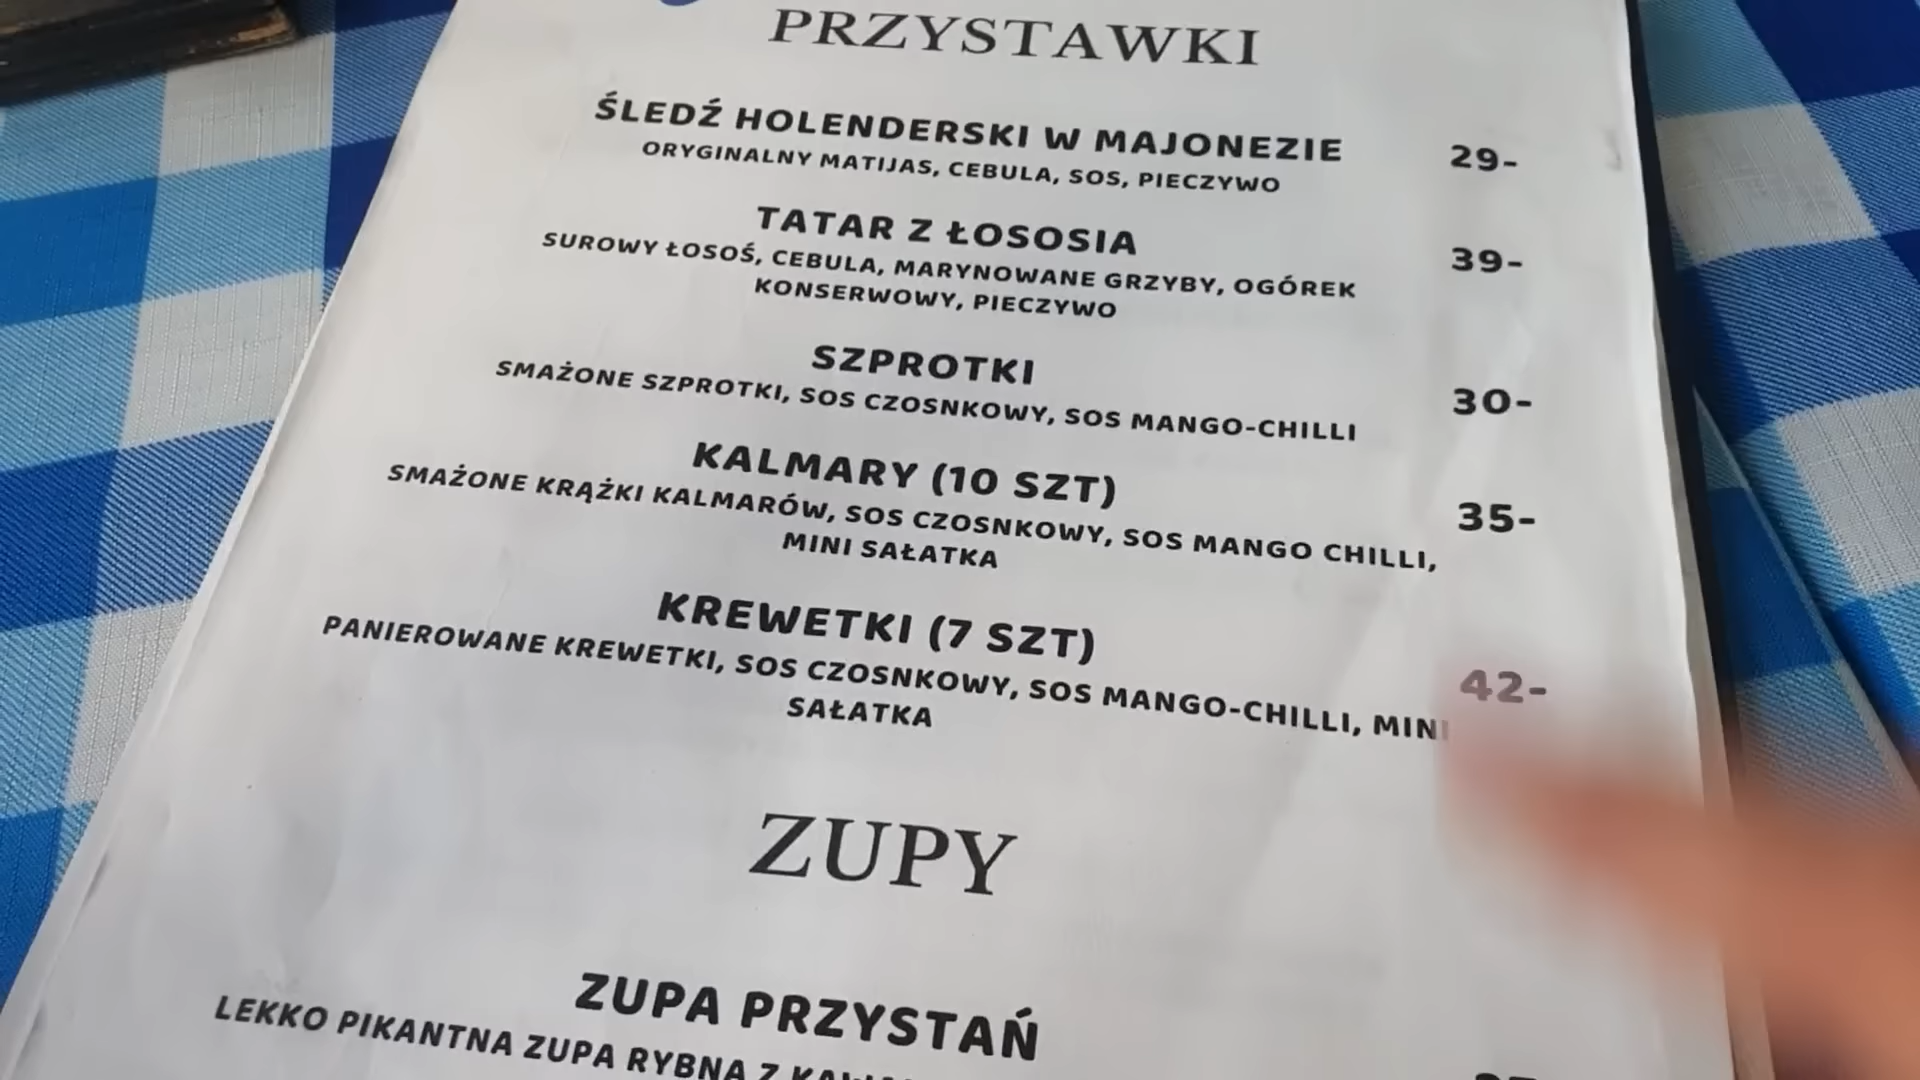 PRZYSTAWKI
ŚLEDŹ HOLENDERSKI W MAJONEZIE 29-
ORYGINALNY MATIJAS, CEBULA, SOS, PIECZYWO
TATAR Z ŁOSOSIA 39-
SUROWY ŁOSOŚ, CEBULA, MARYNOWANE GRZYBY, OGÓREK
KONSERWOWY, PIECZYWO
SZPROTKI 30-
SMAŻONE SZPROTKI, SOS CZOSNKOWY, SOS MANGO-CHILLI
KALMARY (10 SZT) 35-
SMAŻONE KRĄŻKI KALMARÓW, SOS CZOSNKOWY, SOS MANGO CHILLI,
MINI SAŁATKA
KREWETKI (7 SZT) 42-
PANIEROWANE KREWETKI, SOS CZOSNKOWY, SOS MANGO-CHILLI, MINI
SAŁATKA
ZUPY
ZUPA PRZYSTAŃ
LEKKO PIKANTNA ZUPA RYBNA Z